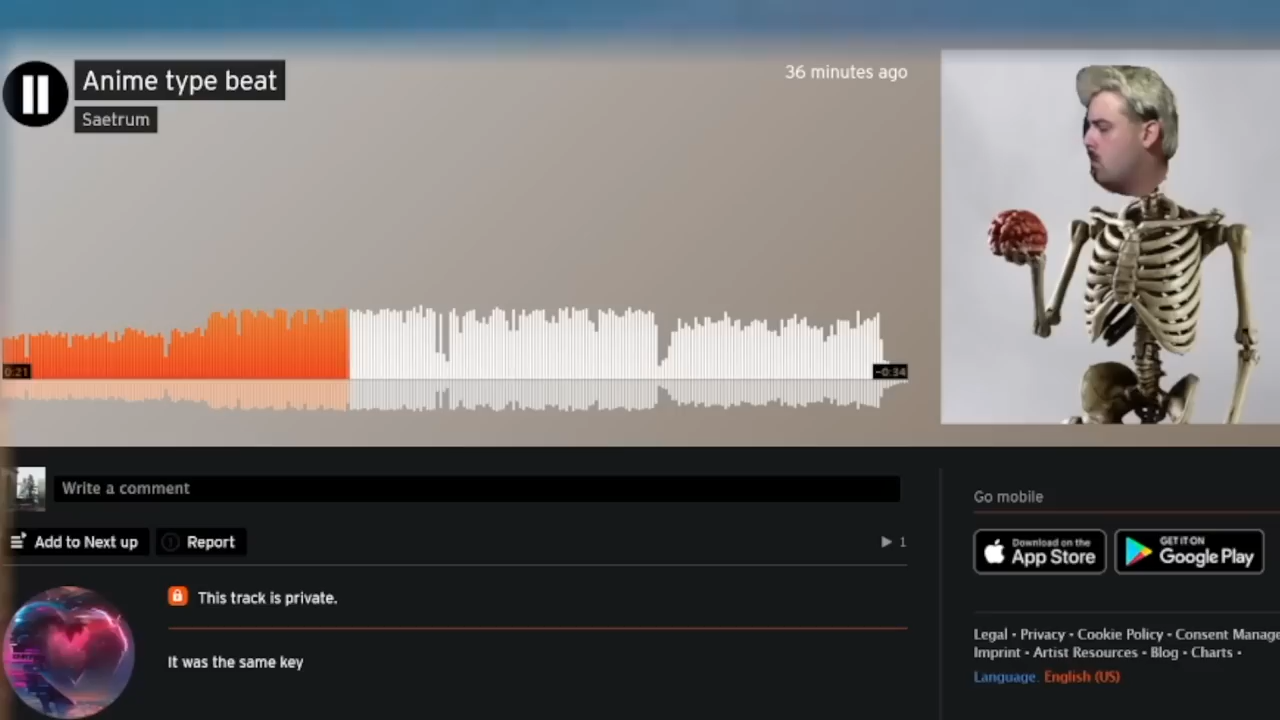 Anime type beat
36 minutes ago
Saetrum
0:21
-0:34
Write a comment
Go mobile
Add to Next up
Report
1
Download on the
App Store
GET IT ON
Google Play
This track is private.
Legal - Privacy - Cookie Policy - Consent Manage
Imprint - Artist Resources - Blog - Charts -
It was the same key
Language: English (US)